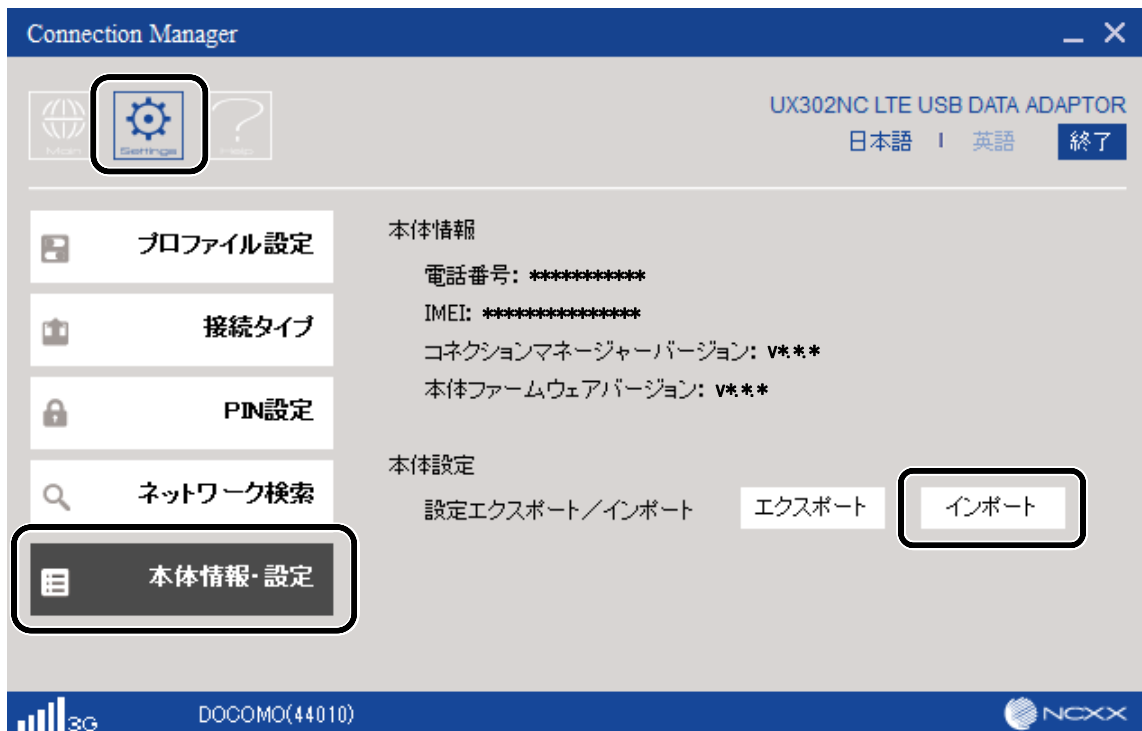 Connection Manager
Main
Settings
Help
UX302NC LTE USB DATA ADAPTOR
日本語 | 英語 終了
プロファイル設定
接続タイプ
PIN設定
ネットワーク検索
本体情報・設定
本体情報
電話番号: ***********
IMEI: ***************
コネクションマネージャーバージョン: v*.*.*
本体ファームウェアバージョン: v*.*.*
本体設定
設定エクスポート/インポート エクスポート インポート
3G DOCOMO(44010) NCXX